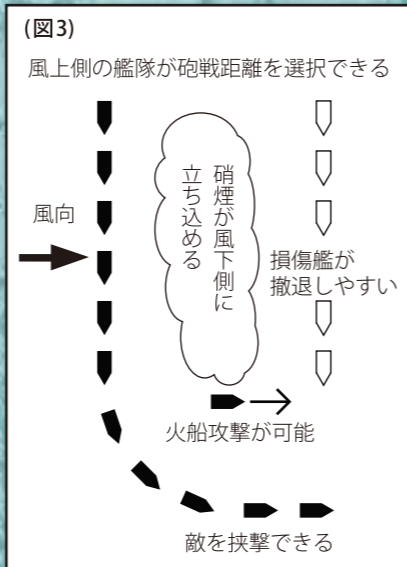 (図3)
風上側の艦隊が砲戦距離を選択できる
風向
硝煙が風下側に
立ち込める
損傷艦が
撤退しやすい
火船攻撃が可能
敵を挟撃できる